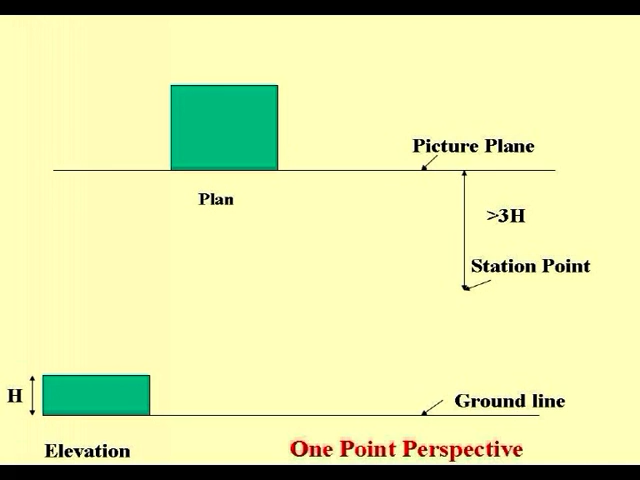 Picture Plane
Plan
>3H
Station Point
H
Ground line
Elevation
One Point Perspective